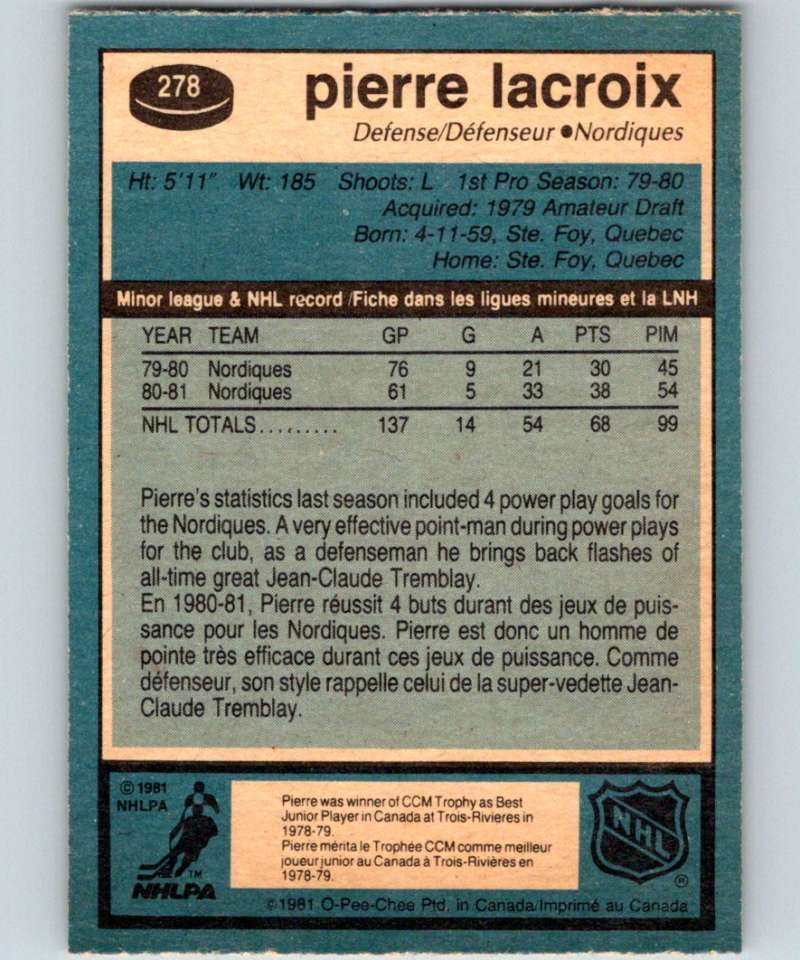 278
pierre lacroix
Defense/Défenseur ●Nordiques
Ht: 5'11" Wt: 185 Shoots: L 1st Pro Season: 79-80
Acquired: 1979 Amateur Draft
Born: 4-11-59, Ste. Foy, Quebec
Home: Ste. Foy, Quebec
Minor league & NHL record /Fiche dans les ligues mineures et la LNH
YEAR TEAM GP G A PTS PIM
79-80 Nordiques 76 9 21 30 45
80-81 Nordiques 61 5 33 38 54
NHL TOTALS......... 137 14 54 68 99
Pierre's statistics last season included 4 power play goals for
the Nordiques. A very effective point-man during power plays
for the club, as a defenseman he brings back flashes of
all-time great Jean-Claude Tremblay.
En 1980-81, Pierre réussit 4 buts durant des jeux de puis-
sance pour les Nordiques. Pierre est donc un homme de
pointe très efficace durant ces jeux de puissance. Comme
défenseur, son style rappelle celui de la super-vedette Jean-
Claude Tremblay.
© 1981
NHLPA
TM
NHLPA
Pierre was winner of CCM Trophy as Best
Junior Player in Canada at Trois-Rivieres in
1978-79.
Pierre mérita le Trophée CCM comme meilleur
joueur junior au Canada à Trois-Rivières en
1978-79.
NHL
®
©1981 O-Pee-Chee Ptd. in Canada/Imprimé au Canada